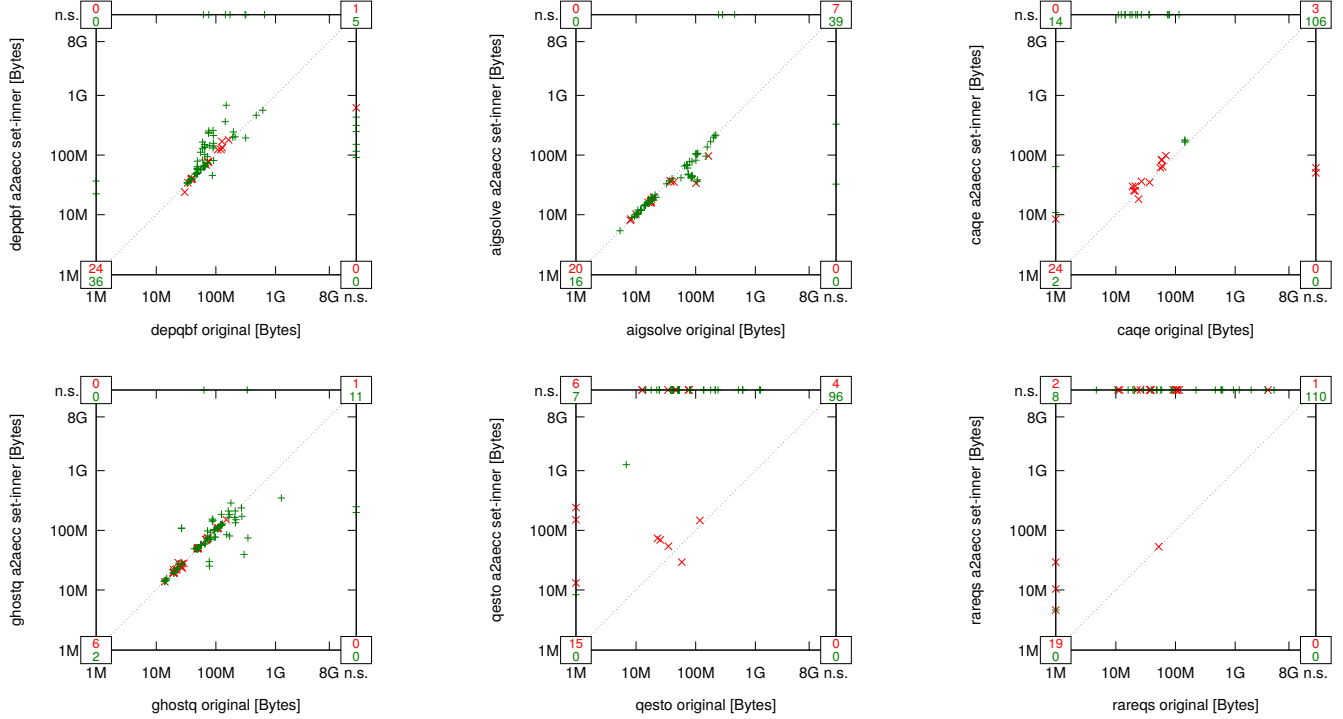 0 1 0 7 0 3
n.s. 0 5 n.s. 0 39 n.s. 14 106
8G 8G 8G
depqbf a2aecc set-inner [Bytes]
aigsolve a2aecc set-inner [Bytes]
caqe a2aecc set-inner [Bytes]
1G 1G 1G
100M 100M 100M
10M 10M 10M
24 0 20 0 24 0
1M 36 0 1M 16 0 1M 2 0
1M 10M 100M 1G 8G n.s. 1M 10M 100M 1G 8G n.s. 1M 10M 100M 1G 8G n.s.
depqbf original [Bytes] aigsolve original [Bytes] caqe original [Bytes]
0 1 6 4 2 1
n.s. 0 11 n.s. 7 96 n.s. 8 110
8G 8G 8G
ghostq a2aecc set-inner [Bytes]
qesto a2aecc set-inner [Bytes]
rareqs a2aecc set-inner [Bytes]
1G 1G 1G
100M 100M 100M
10M 10M 10M
6 0 15 0 19 0
1M 2 0 1M 0 0 1M 0 0
1M 10M 100M 1G 8G n.s. 1M 10M 100M 1G 8G n.s. 1M 10M 100M 1G 8G n.s.
ghostq original [Bytes] qesto original [Bytes] rareqs original [Bytes]